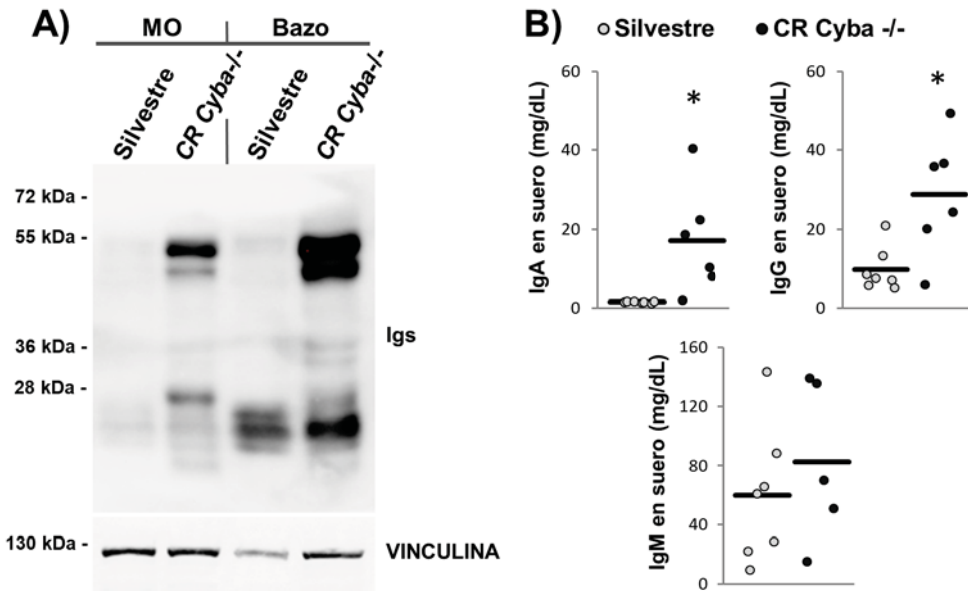 A)
MO
Bazo
Silvestre
CR Cyba-/-
Silvestre
CR Cyba-/-
72 kDa -
55 kDa -
36 kDa -
28 kDa -
Igs
130 kDa -
VINCULINA
B)
Silvestre
CR Cyba -/-
IgA en suero (mg/dL)
60
40
20
0
*
IgG en suero (mg/dL)
60
40
20
0
*
IgM en suero (mg/dL)
160
120
80
40
0